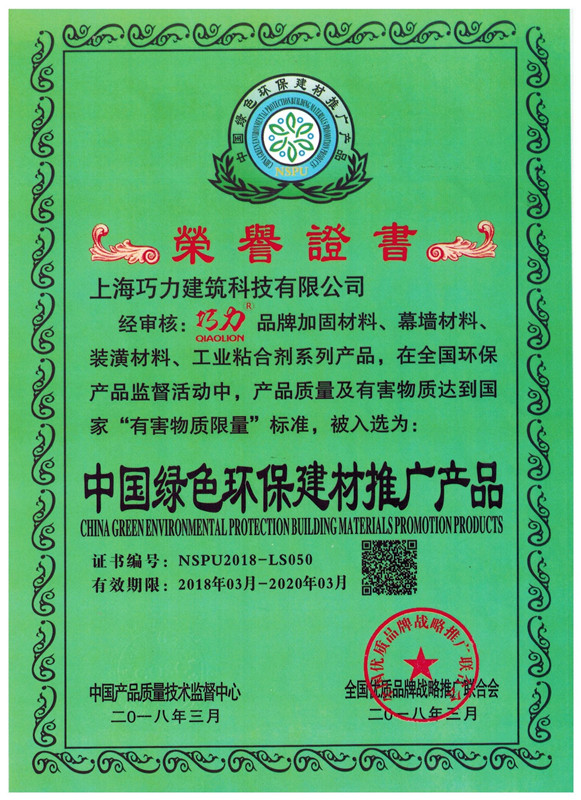 中国绿色环保建材推广产品
CHINA GREEN ENVIRONMENTAL PROTECTION BUILDING MATERIALS PROMOTION PRODUCTS
NSPU
榮譽證書
上海巧力建筑科技有限公司
经审核：巧力® QIAOLION 品牌加固材料、幕墙材料、
装潢材料、工业粘合剂系列产品，在全国环保
产品监督活动中，产品质量及有害物质达到国
家“有害物质限量”标准，被入选为：
中国绿色环保建材推广产品
CHINA GREEN ENVIRONMENTAL PROTECTION BUILDING MATERIALS PROMOTION PRODUCTS
证书编号：NSPU2018-LS050
有效期限：2018年03月-2020年03月
中国产品质量技术监督中心
二〇一八年三月
全国优质品牌战略推广联合会
二〇一八年三月
全国优质品牌战略推广联合会